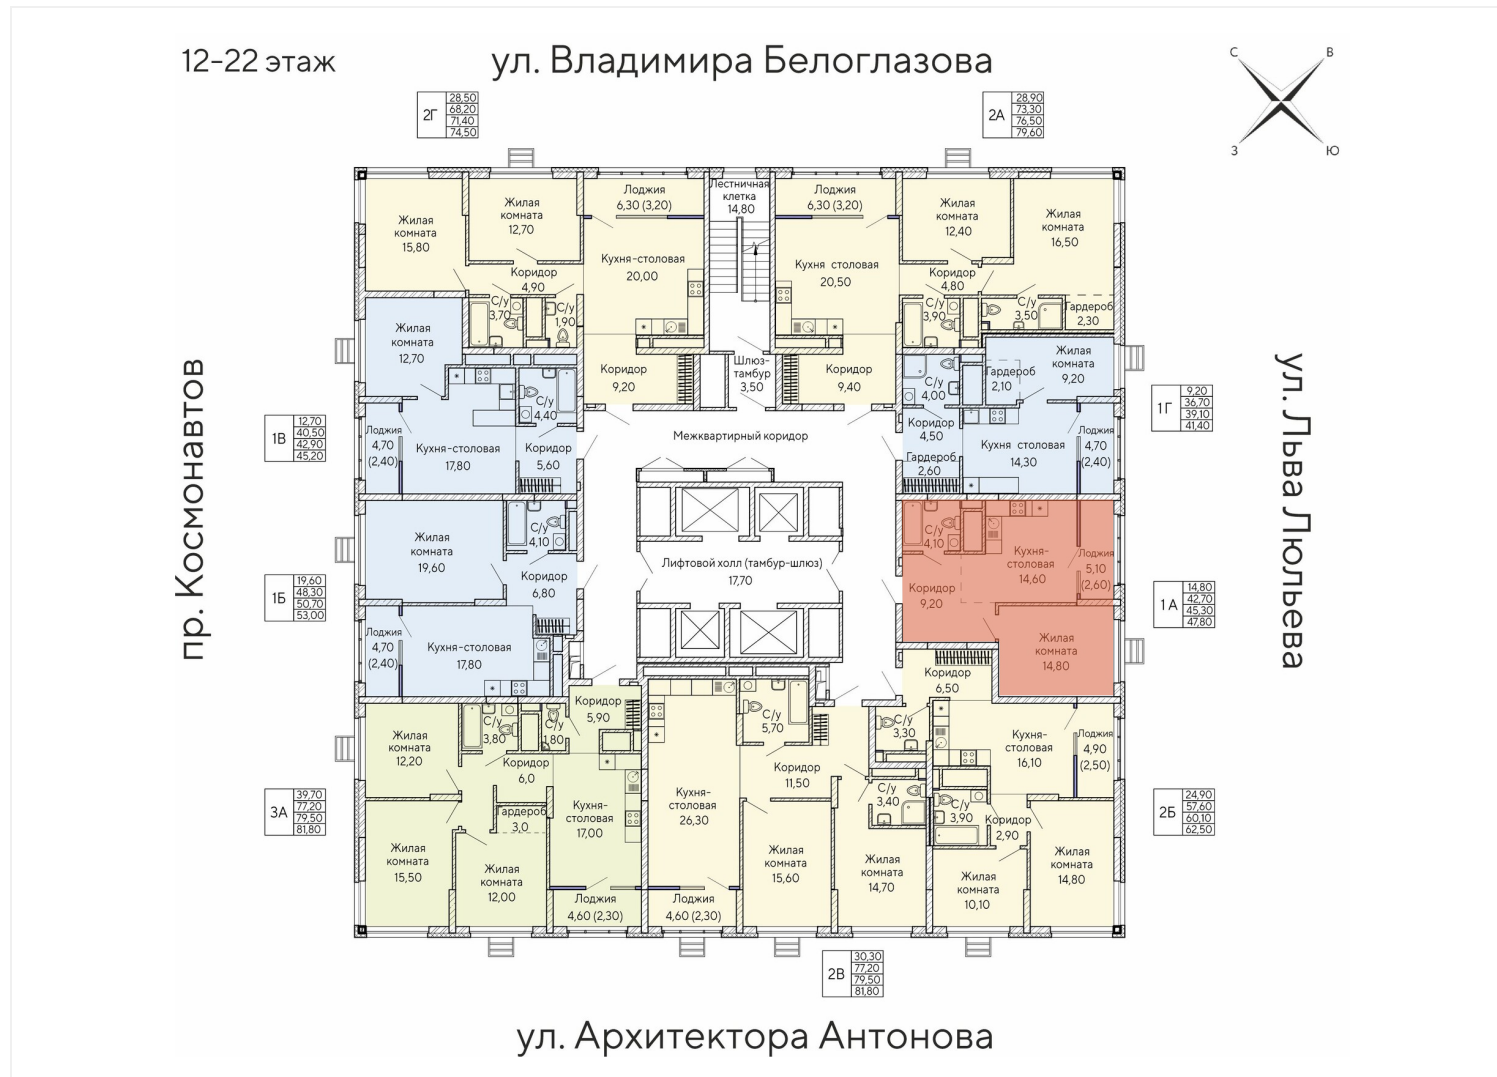 12-22 этаж
ул. Владимира Белоглазова
С
В
З
Ю
2Г
28,50
68,20
71,40
74,50
2А
28,90
73,30
76,50
79,60
Жилая
комната
15,80
Жилая
комната
12,70
Лоджия
6,30 (3,20)
Лестничная
клетка
14,80
Лоджия
6,30 (3,20)
Жилая
комната
12,40
Жилая
комната
16,50
Кухня-столовая
20,00
Кухня столовая
20,50
Коридор
4,90
Коридор
4,80
С/у
3,70
С/у
1,90
С/у
3,90
С/у
3,50
Гардероб
2,30
Коридор
9,20
Шлюз-
тамбур
3,50
Коридор
9,40
Жилая
комната
12,70
С/у
4,40
С/у
4,00
Гардероб
2,10
Жилая
комната
9,20
пр. Космонавтов
ул. Льва Люльева
1В
12,70
40,50
42,90
45,20
Лоджия
4,70
(2,40)
Кухня-столовая
17,80
Коридор
5,60
Межквартирный коридор
Коридор
4,50
Гардероб
2,60
Кухня столовая
14,30
Лоджия
4,70
(2,40)
1Г
9,20
36,70
39,10
41,40
Жилая
комната
19,60
С/у
4,10
Коридор
6,80
Лифтовой холл (тамбур-шлюз)
17,70
С/у
4,10
Коридор
9,20
Кухня-
столовая
14,60
Лоджия
5,10
(2,60)
Жилая
комната
14,80
1Б
19,60
48,30
50,70
53,00
1А
14,80
42,70
45,30
47,80
Лоджия
4,70
(2,40)
Кухня-столовая
17,80
Коридор
6,50
Коридор
5,90
С/у
3,80
С/у
1,80
С/у
5,70
С/у
3,30
Жилая
комната
12,20
Коридор
6,0
Коридор
11,50
Кухня-
столовая
16,10
Лоджия
4,90
(2,50)
3А
39,70
77,20
79,50
81,80
Гардероб
3,0
Кухня-
столовая
17,00
Кухня-
столовая
26,30
С/у
3,40
С/у
3,90
Коридор
2,90
2Б
24,90
57,60
60,10
62,50
Жилая
комната
15,50
Жилая
комната
12,00
Жилая
комната
15,60
Жилая
комната
14,70
Жилая
комната
10,10
Жилая
комната
14,80
Лоджия
4,60 (2,30)
Лоджия
4,60 (2,30)
2В
30,30
77,20
79,50
81,80
ул. Архитектора Антонова